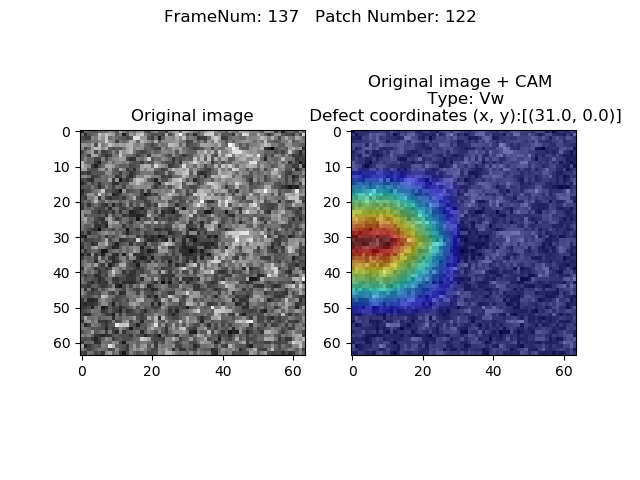 FrameNum: 137   Patch Number: 122
Original image
Original image + CAM
Type: Vw
Defect coordinates (x, y):[(31.0, 0.0)]
0
10
20
30
40
50
60
0 20 40 60
0
10
20
30
40
50
60
0 20 40 60